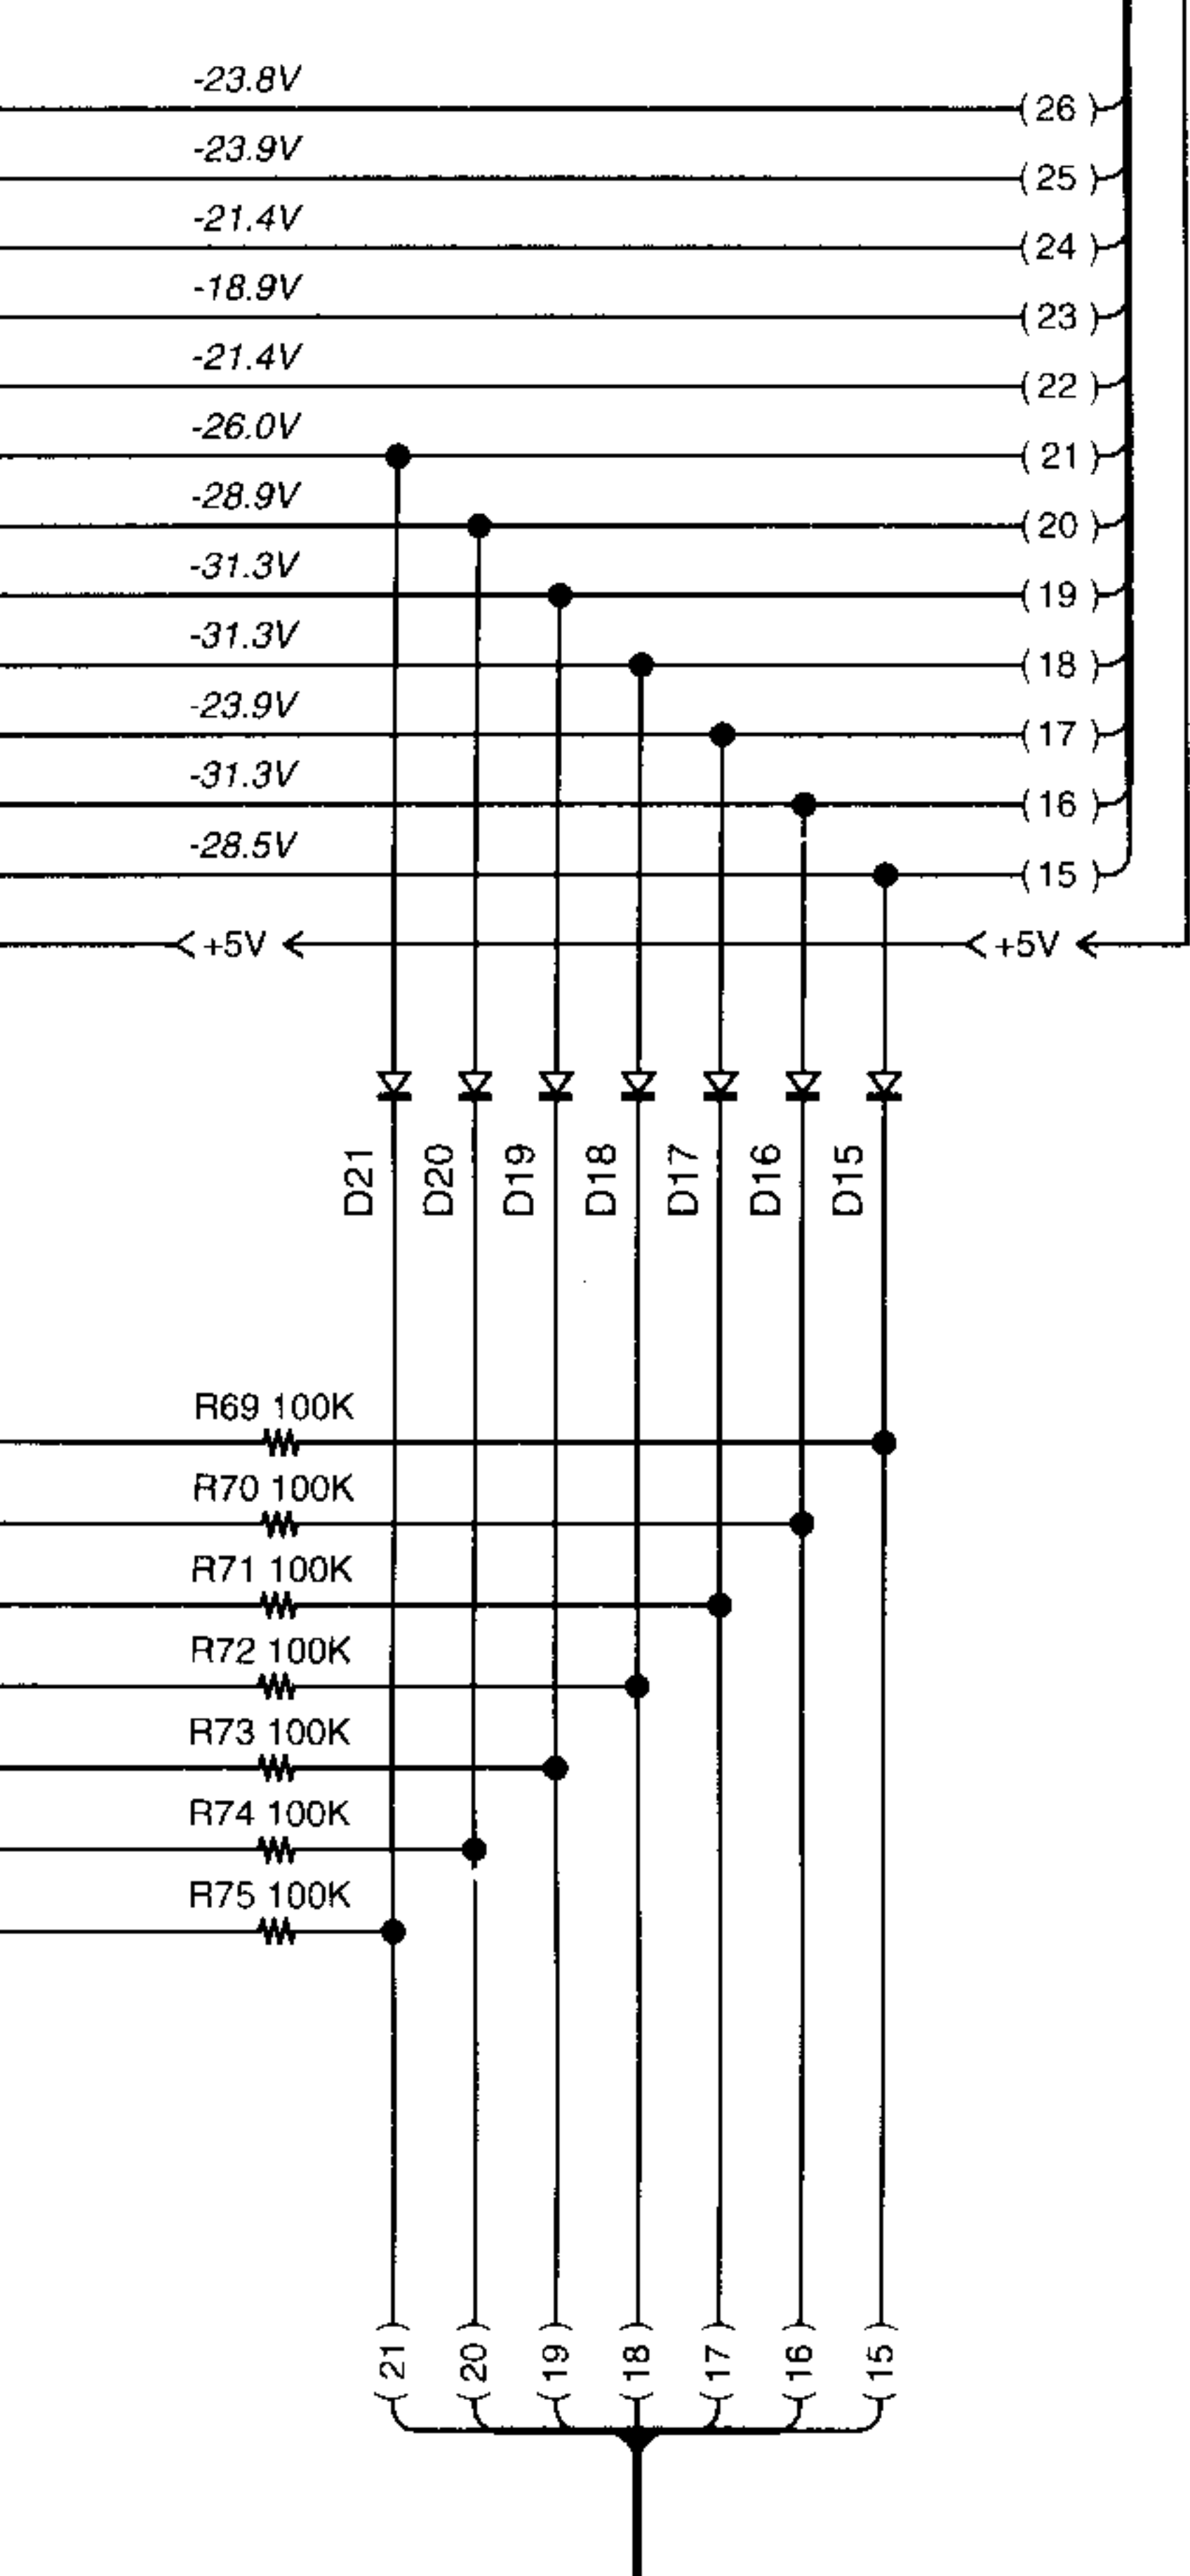 -23.8V
(26)
-23.9V
(25)
-21.4V
(24)
-18.9V
(23)
-21.4V
(22)
-26.0V
(21)
-28.9V
(20)
-31.3V
(19)
-31.3V
(18)
-23.9V
(17)
-31.3V
(16)
-28.5V
(15)
+5V +5V
D21 D20 D19 D18 D17 D16 D15
R69 100K
R70 100K
R71 100K
R72 100K
R73 100K
R74 100K
R75 100K
(21) (20) (19) (18) (17) (16) (15)